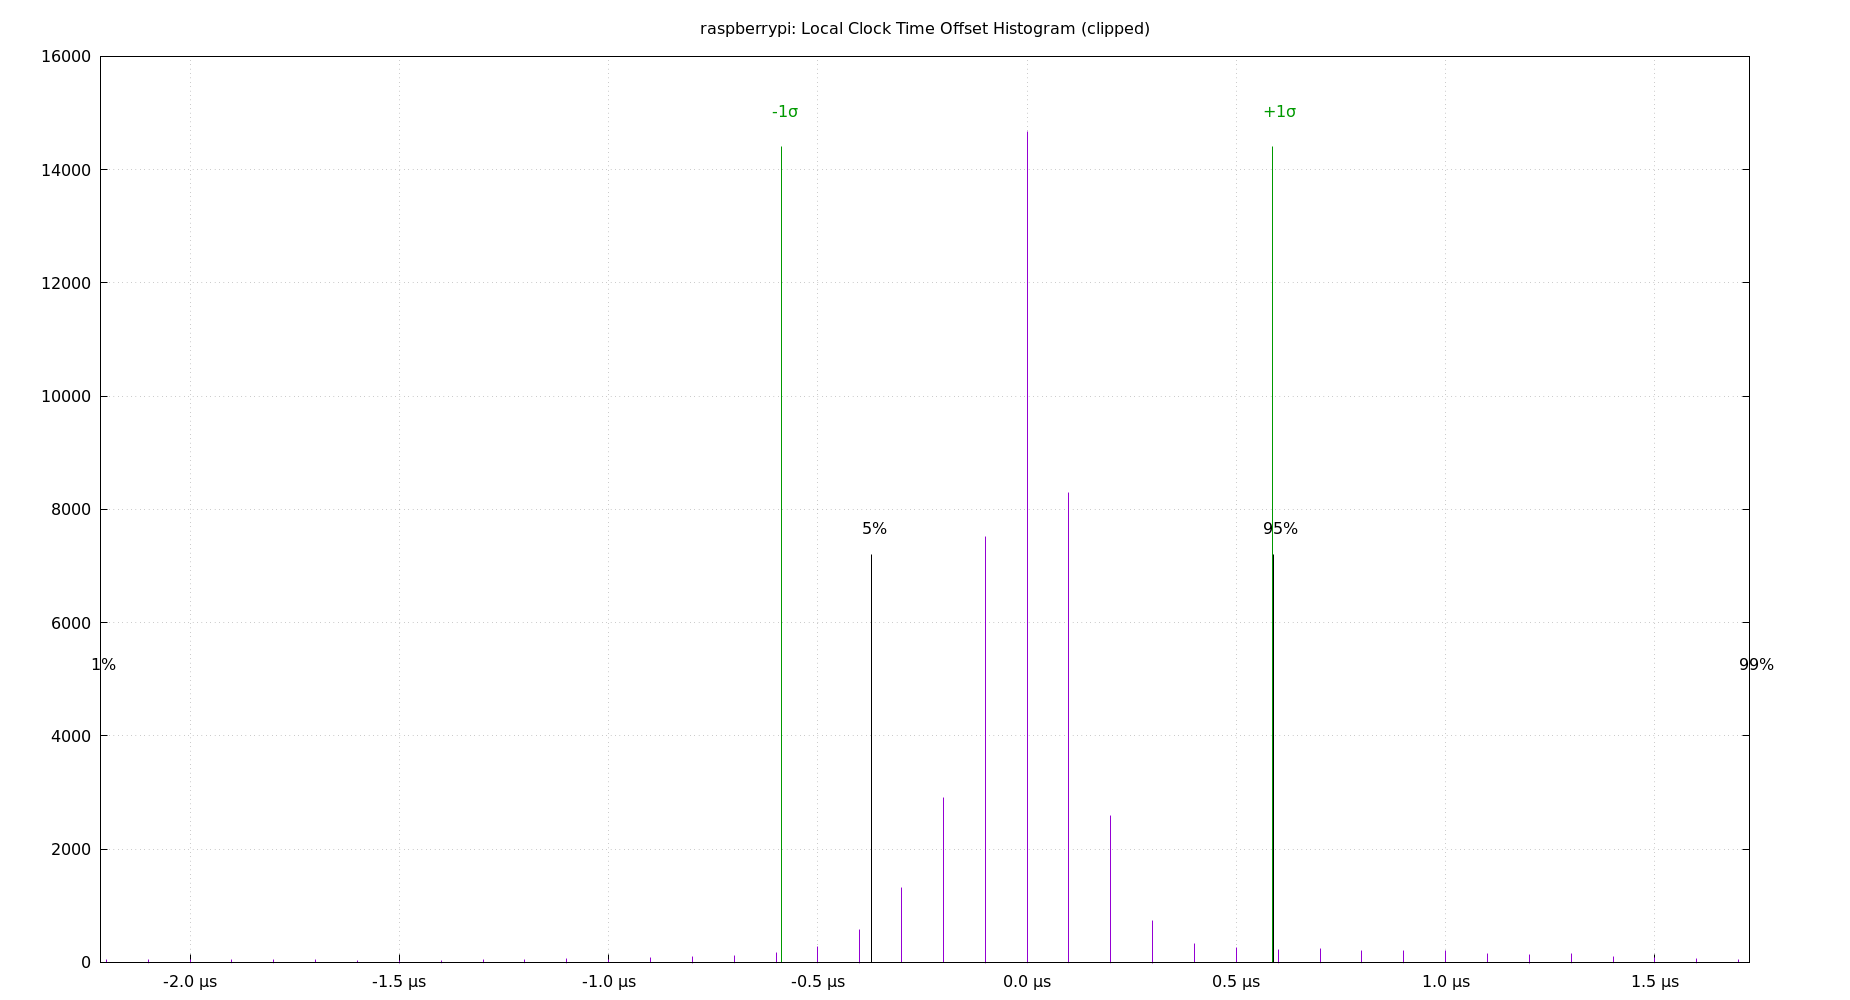 raspberrypi: Local Clock Time Offset Histogram (clipped)
16000
-1σ
+1σ
14000
12000
10000
8000
5%
95%
6000
1%
99%
4000
2000
0
-2.0 µs
-1.5 µs
-1.0 µs
-0.5 µs
0.0 µs
0.5 µs
1.0 µs
1.5 µs